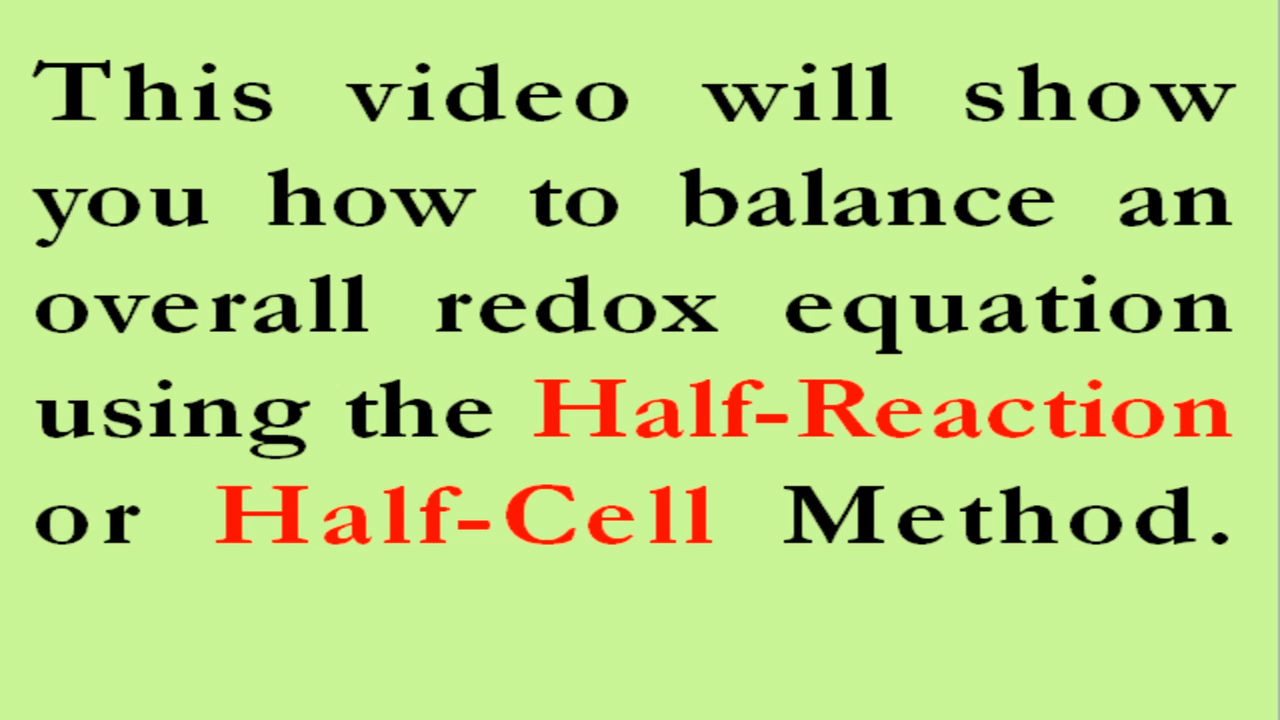 This video will show
you how to balance an
overall redox equation
using the Half-Reaction
or Half-Cell Method.